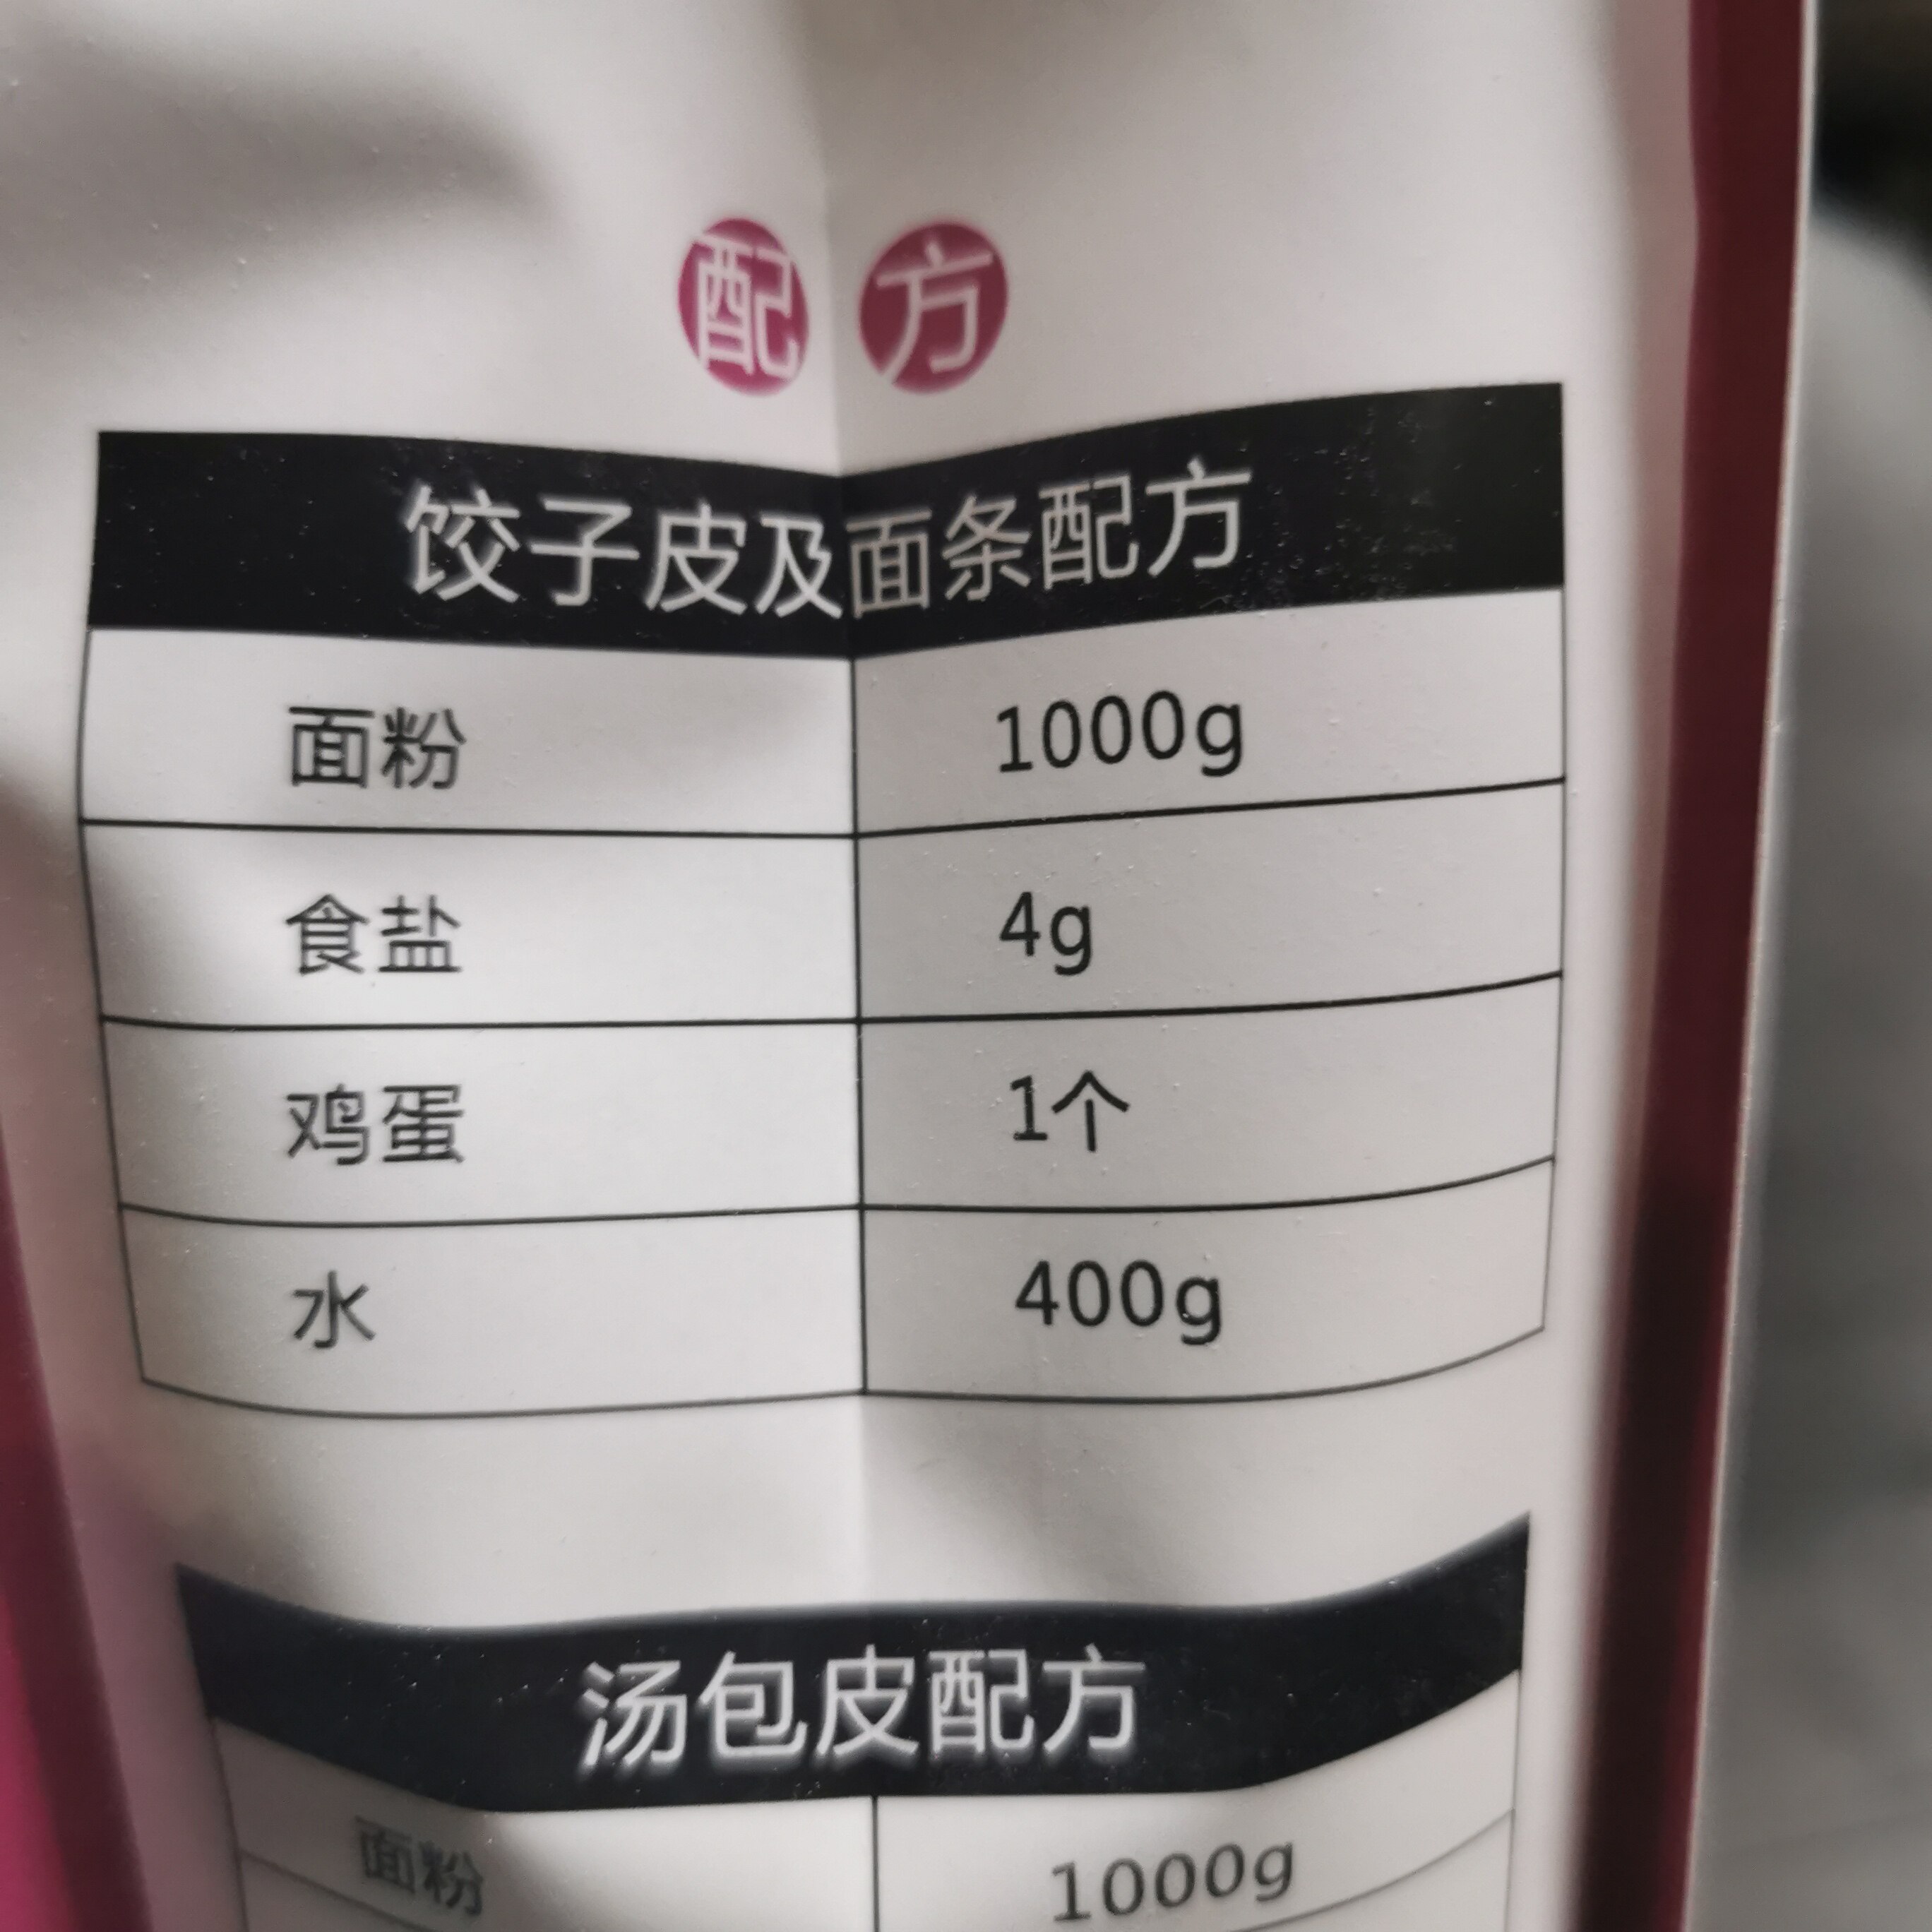 配方
饺子皮及面条配方
面粉 1000g
食盐 4g
鸡蛋 1个
水 400g
汤包皮配方
面粉 1000g